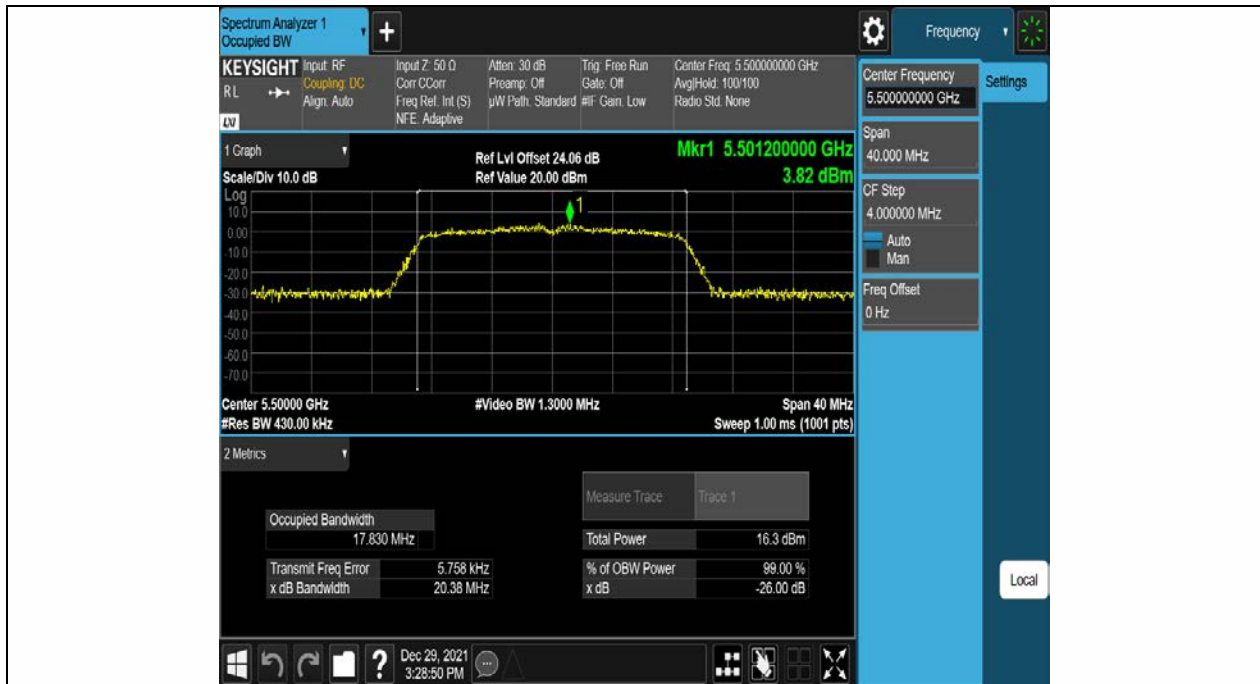 Spectrum Analyzer 1
Occupied BW
+
Frequency
KEYSIGHT
RL
LXI
Input: RF
Coupling: DC
Align: Auto
Input Z: 50 Ω
Corr CCorr
Freq Ref: Int (S)
NFE: Adaptive
Atten: 30 dB
Preamp: Off
µW Path: Standard
Trig: Free Run
Gate: Off
#IF Gain: Low
Center Freq: 5.500000000 GHz
Avg|Hold: 100/100
Radio Std: None
Center Frequency
5.500000000 GHz
Settings
Span
40.000 MHz
CF Step
4.000000 MHz
Auto
Man
Freq Offset
0 Hz
1 Graph
Scale/Div 10.0 dB
Ref Lvl Offset 24.06 dB
Ref Value 20.00 dBm
Mkr1 5.501200000 GHz
3.82 dBm
Log
10.0
0.00
-10.0
-20.0
-30.0
-40.0
-50.0
-60.0
-70.0
1
Center 5.50000 GHz
#Video BW 1.3000 MHz
Span 40 MHz
#Res BW 430.00 kHz
Sweep 1.00 ms (1001 pts)
2 Metrics
Measure Trace
Trace 1
Occupied Bandwidth
17.830 MHz
Total Power
16.3 dBm
Transmit Freq Error
5.758 kHz
% of OBW Power
99.00 %
x dB Bandwidth
20.38 MHz
x dB
-26.00 dB
Local
?
Dec 29, 2021
3:28:50 PM